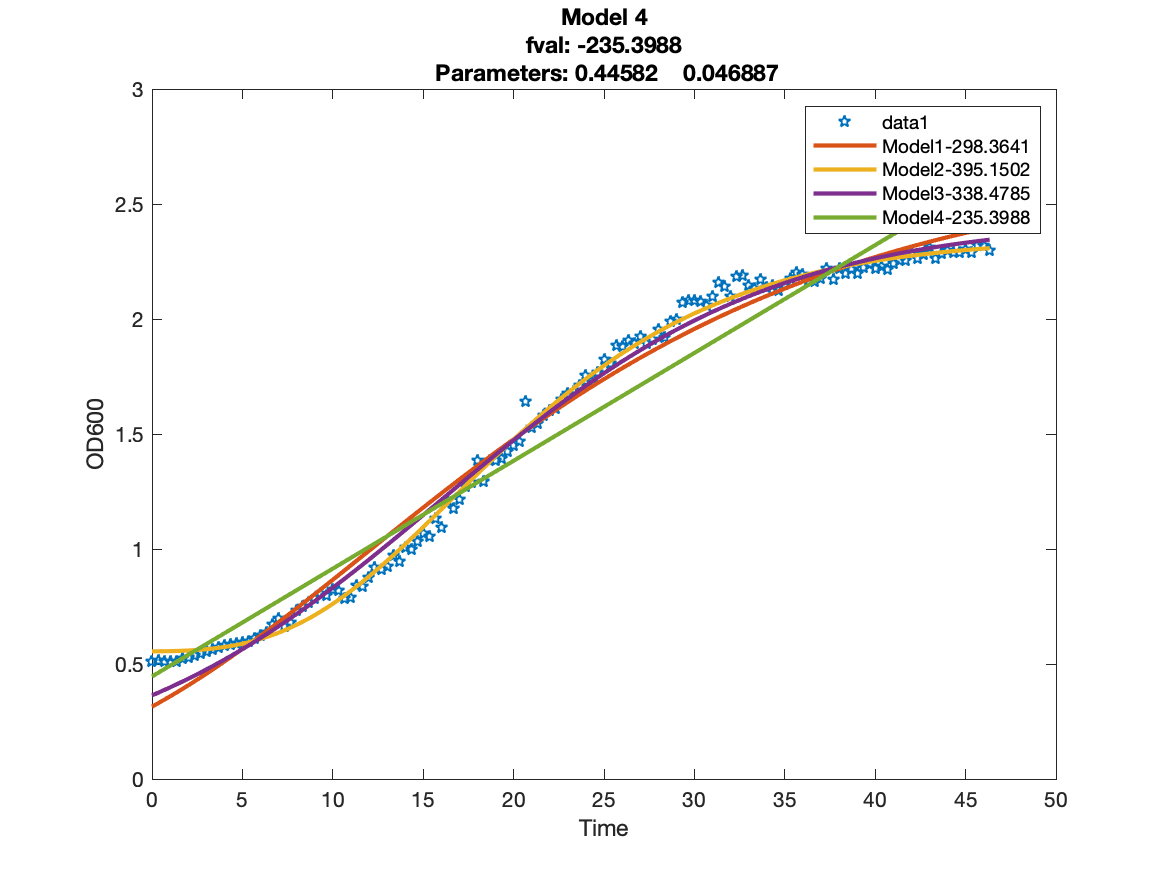 Model 4
fval: -235.3988
Parameters: 0.44582 0.046887
3
2.5
2
1.5
1
0.5
0
OD600
data1
Model1-298.3641
Model2-395.1502
Model3-338.4785
Model4-235.3988
0 5 10 15 20 25 30 35 40 45 50
Time